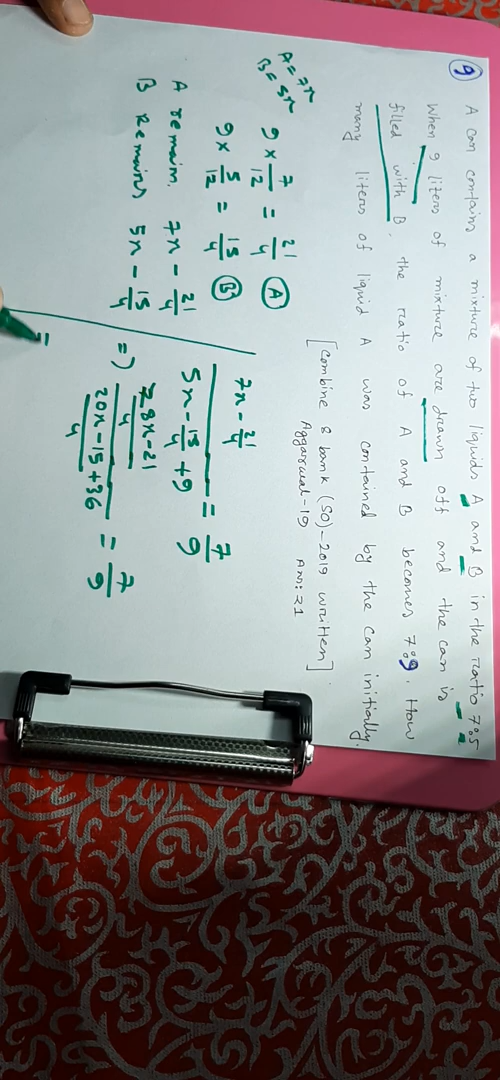 9 A can contains a mixture of two liquids A and B in the ratio 7:5
When 9 liters of mixture are drawn off and the can is
filled with B, the ratio of A and B becomes 7:9. How
many liters of liquid A was contained by the can initially.
[combine 8 bank (SO)-2019 written]
Aggarwal-19 Ans: 21
A = 7x
B = 5x
9 × 7/12 = 21/4 (A)
9 × 5/12 = 15/4 (B)
A remain. 7x - 21/4
B Remains 5x - 15/4
(7x - 21/4) / (5x - 15/4 + 9) = 7/9
=> ((28x-21)/4) / ((20x-15+36)/4) = 7/9
=